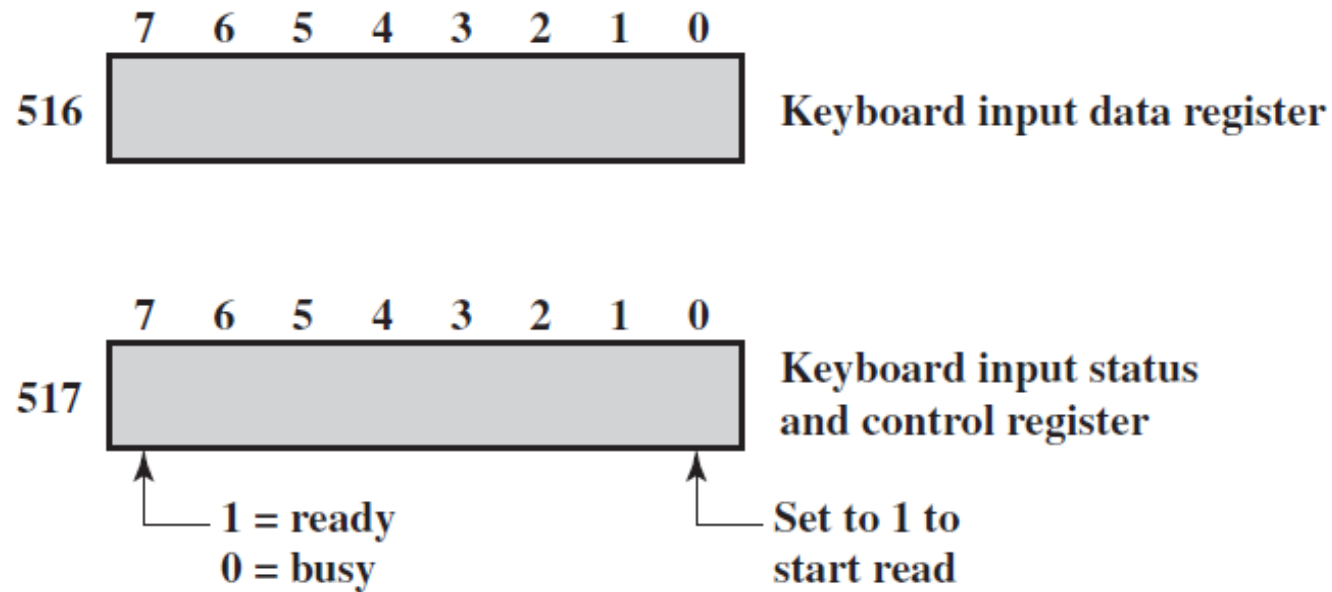 7 6 5 4 3 2 1 0
516 Keyboard input data register
7 6 5 4 3 2 1 0
517 Keyboard input status
and control register
1 = ready
0 = busy
Set to 1 to
start read